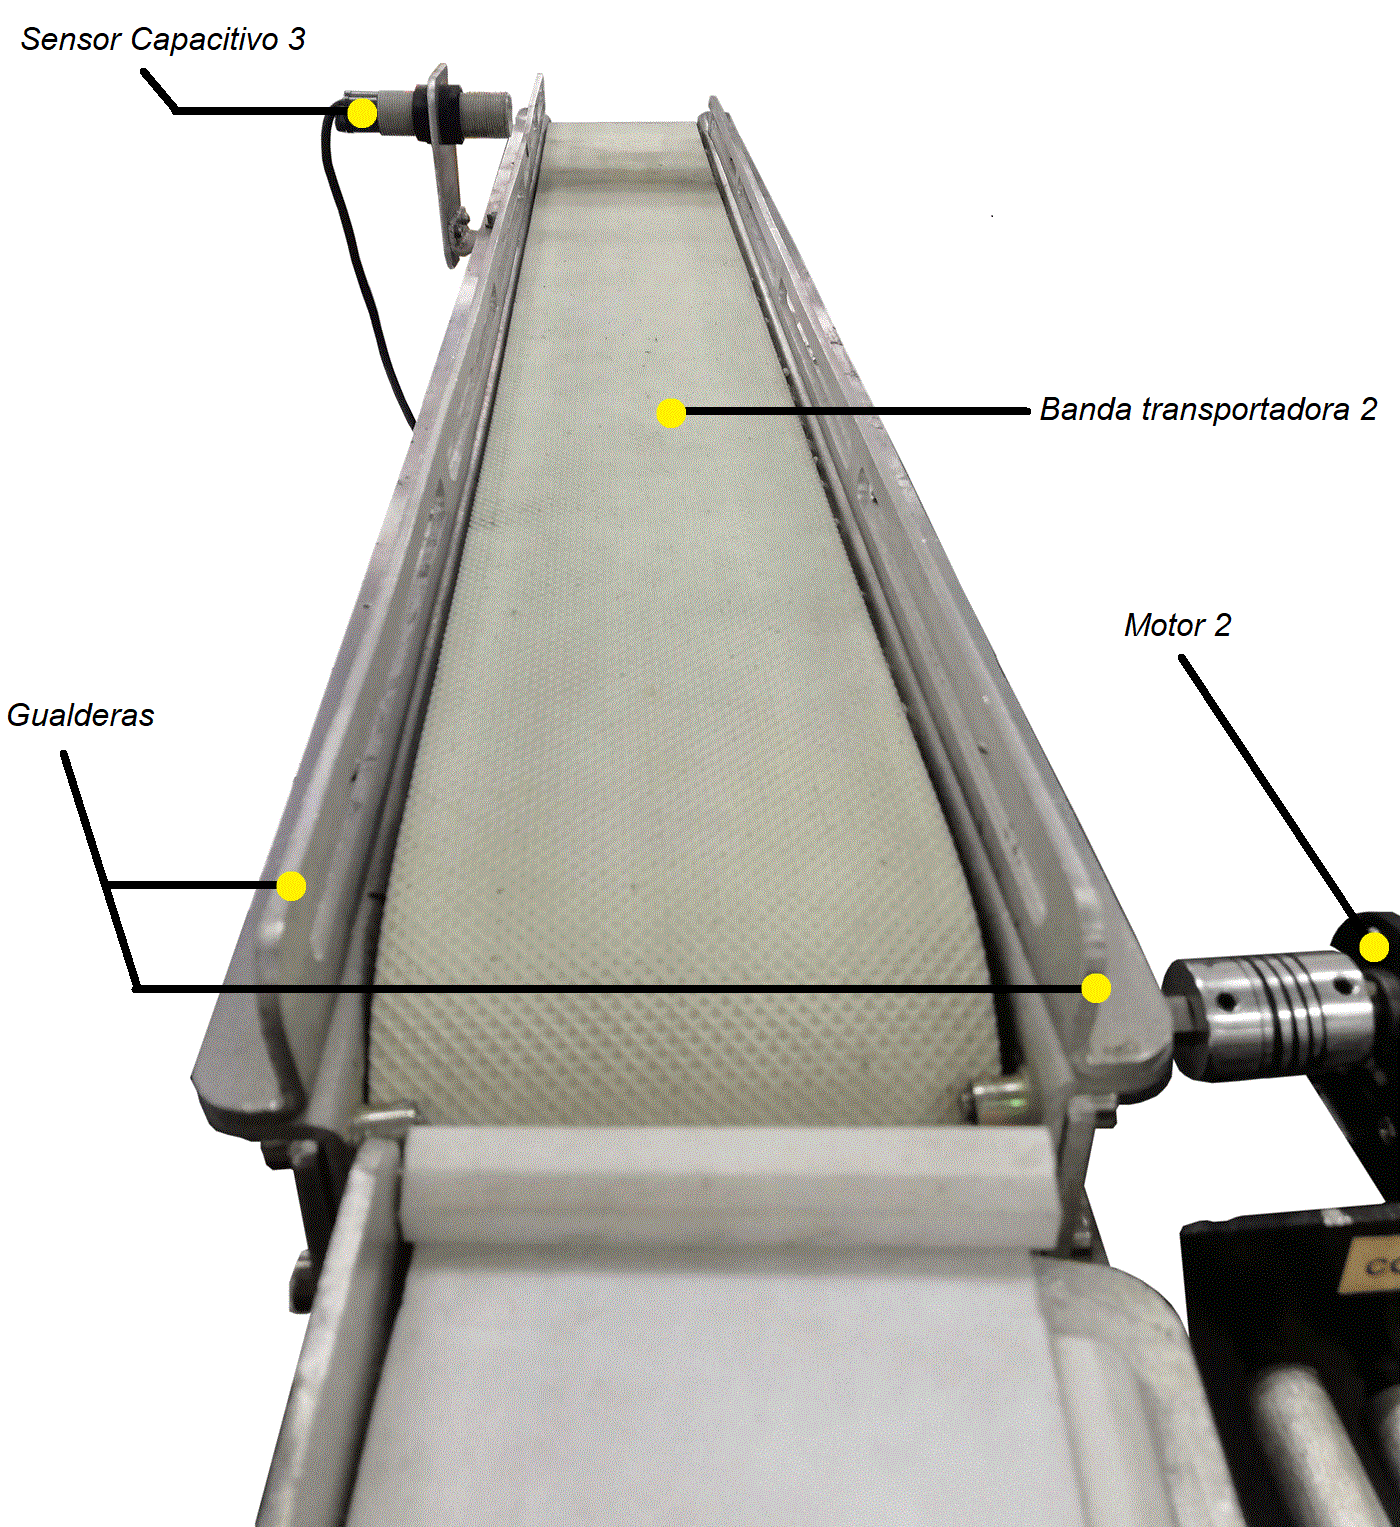 Sensor Capacitivo 3
Banda transportadora 2
Motor 2
Gualderas